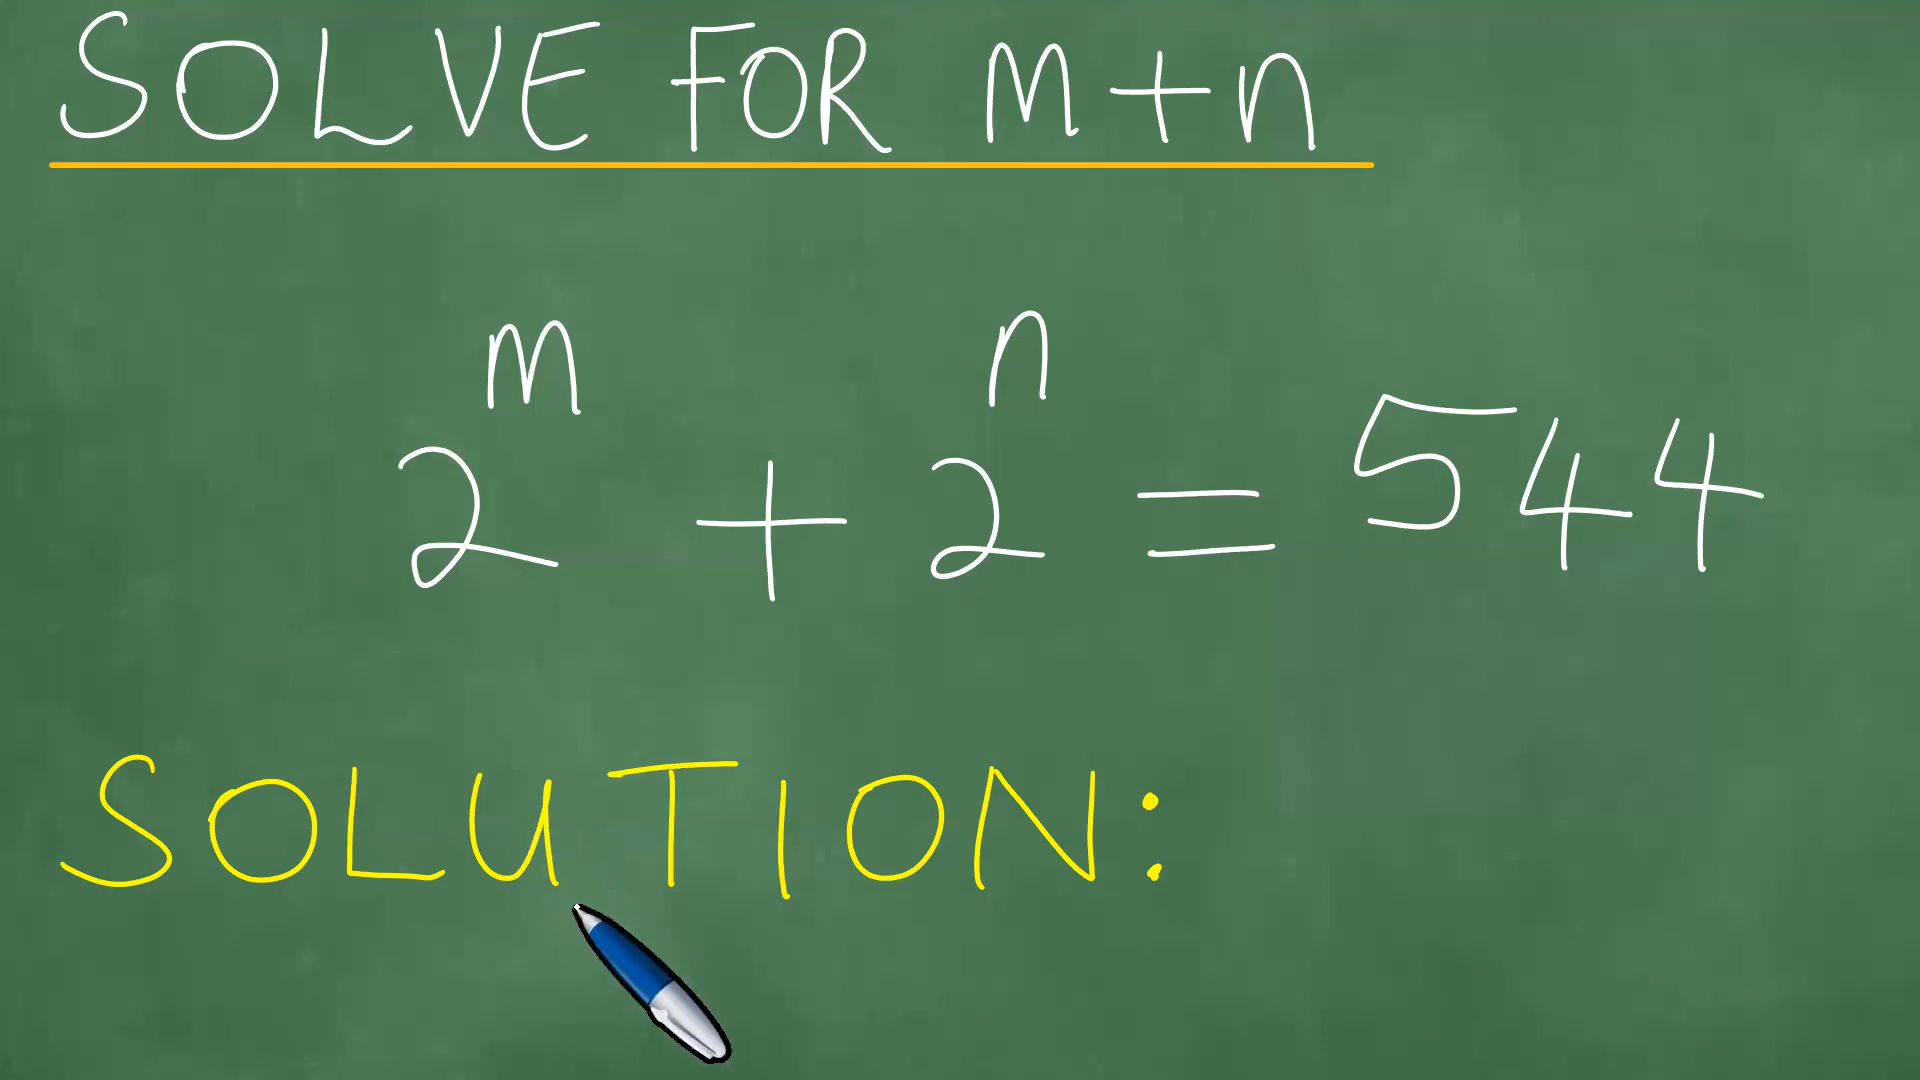 SOLVE FOR m+n
2^m + 2^n = 544
SOLUTION: